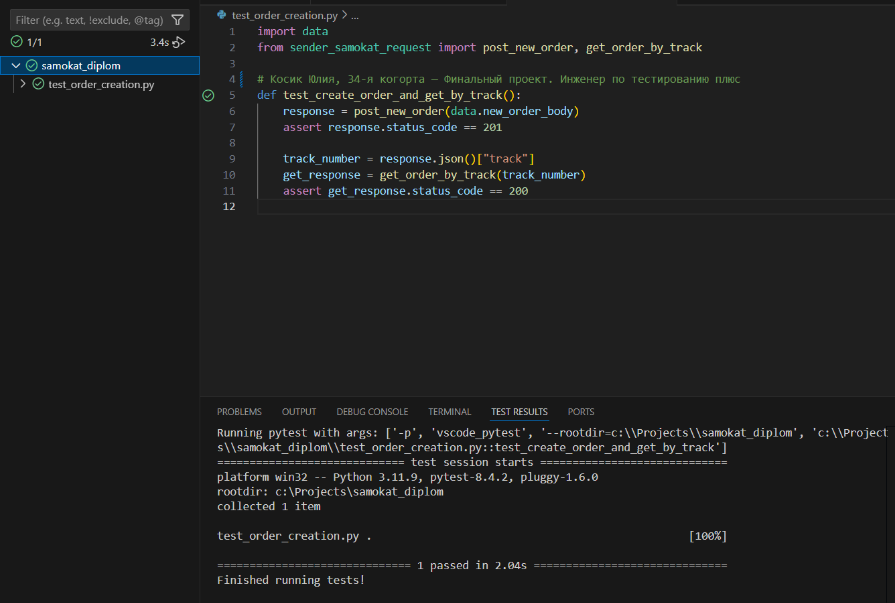 Filter (e.g. text, !exclude, @tag)
1/1
3.4s
samokat_diplom
test_order_creation.py
test_order_creation.py > ...
1 import data
2 from sender_samokat_request import post_new_order, get_order_by_track
3
4 # Косик Юлия, 34-я когорта — Финальный проект. Инженер по тестированию плюс
5 def test_create_order_and_get_by_track():
6 response = post_new_order(data.new_order_body)
7 assert response.status_code == 201
8
9 track_number = response.json()["track"]
10 get_response = get_order_by_track(track_number)
11 assert get_response.status_code == 200
12
PROBLEMS OUTPUT DEBUG CONSOLE TERMINAL TEST RESULTS PORTS
Running pytest with args: ['-p', 'vscode_pytest', '--rootdir=c:\\Projects\\samokat_diplom', 'c:\\Project
s\\samokat_diplom\\test_order_creation.py::test_create_order_and_get_by_track']
============================= test session starts =============================
platform win32 -- Python 3.11.9, pytest-8.4.2, pluggy-1.6.0
rootdir: c:\Projects\samokat_diplom
collected 1 item
test_order_creation.py . [100%]
============================== 1 passed in 2.04s ==============================
Finished running tests!